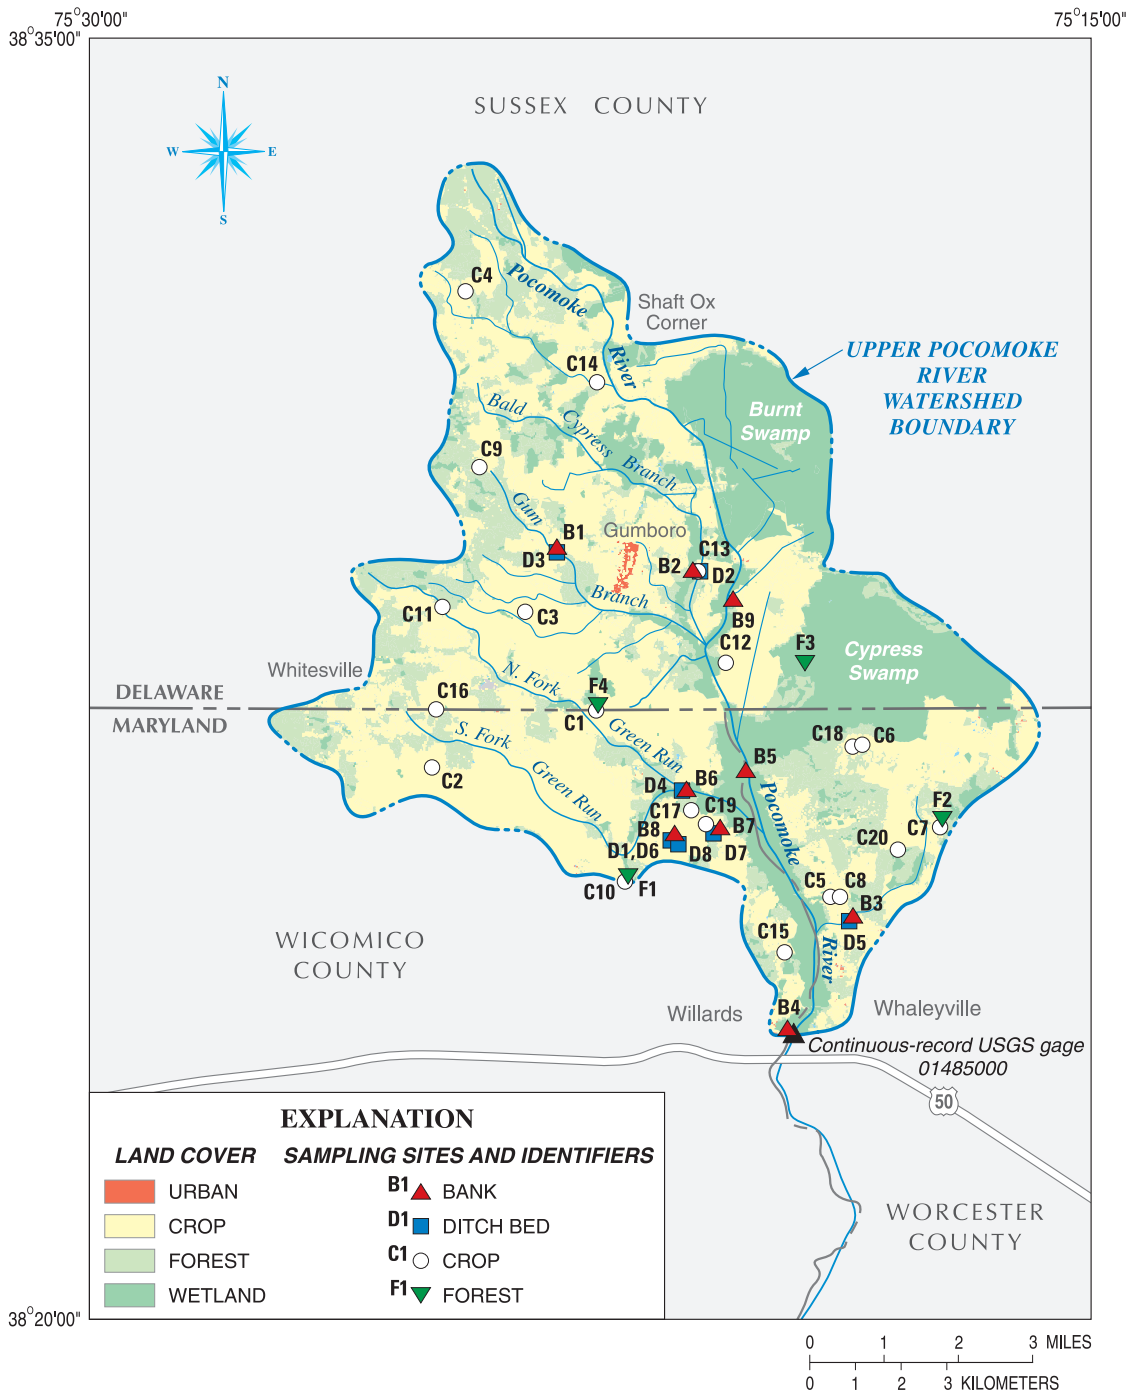 75°30'00"
75°15'00"
38°35'00"
N
W
E
S
SUSSEX COUNTY
C4
Pocomoke
River
Shaft Ox
Corner
C14
UPPER POCOMOKE
RIVER
WATERSHED
BOUNDARY
Burnt
Swamp
Bald
Cypress
Branch
C9
Gum
Branch
B1
D3
Gumboro
C13
B2
D2
B9
C11
C3
C12
F3
Cypress
Swamp
Whitesville
N. Fork
F4
C16
DELAWARE
MARYLAND
C1
S. Fork
Green Run
Green Run
C18
C6
C2
B5
Pocomoke
River
D4
B6
C17
C19
B8
B7
D1,D6
D8
D7
F2
C7
C20
C10
F1
C5
C8
B3
D5
C15
WICOMICO
COUNTY
Willards
B4
Whaleyville
Continuous-record USGS gage
01485000
50
WORCESTER
COUNTY
EXPLANATION
LAND COVER
URBAN
CROP
FOREST
WETLAND
SAMPLING SITES AND IDENTIFIERS
B1 BANK
D1 DITCH BED
C1 CROP
F1 FOREST
38°20'00"
0 1 2 3 MILES
0 1 2 3 KILOMETERS